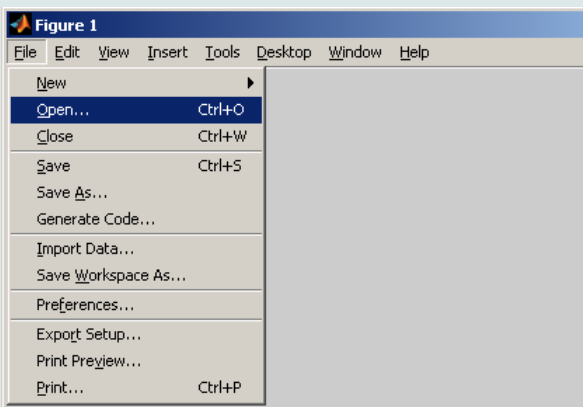 Figure 1
File Edit View Insert Tools Desktop Window Help
New
Open... Ctrl+O
Close Ctrl+W
Save Ctrl+S
Save As...
Generate Code...
Import Data...
Save Workspace As...
Preferences...
Export Setup...
Print Preview...
Print... Ctrl+P